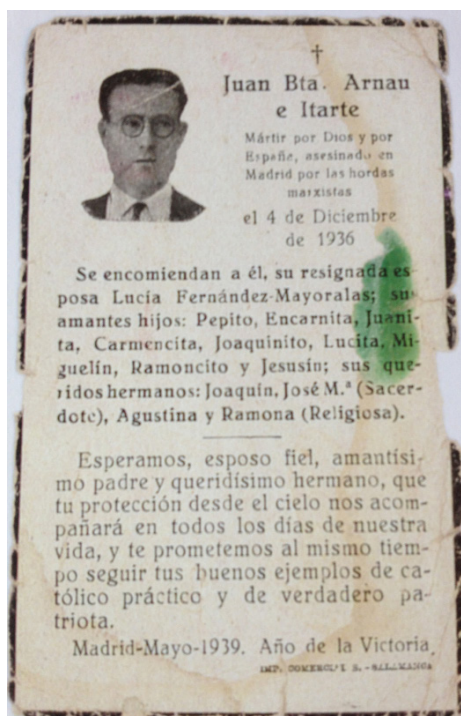 †
Juan Bta. Arnau
e Itarte
Mártir por Dios y por
España, asesinado en
Madrid por las hordas
marxistas
el 4 de Diciembre
de 1936
Se encomiendan a él, su resignada es-
posa Lucía Fernández-Mayoralas; sus
amantes hijos: Pepito, Encarnita, Juani-
ta, Carmencita, Joaquinito, Lucita, Mi-
guelín, Ramoncito y Jesusín; sus que-
ridos hermanos: Joaquín, José M.ª (Sacer-
dote), Agustina y Ramona (Religiosa).
Esperamos, esposo fiel, amantísi-
mo padre y queridísimo hermano, que
tu protección desde el cielo nos acom-
pañará en todos los días de nuestra
vida, y te prometemos al mismo tiem-
po seguir tus buenos ejemplos de ca-
tólico práctico y de verdadero pa-
triota.
Madrid-Mayo-1939. Año de la Victoria.
IMP. COMERCIAL S. - SALAMANCA